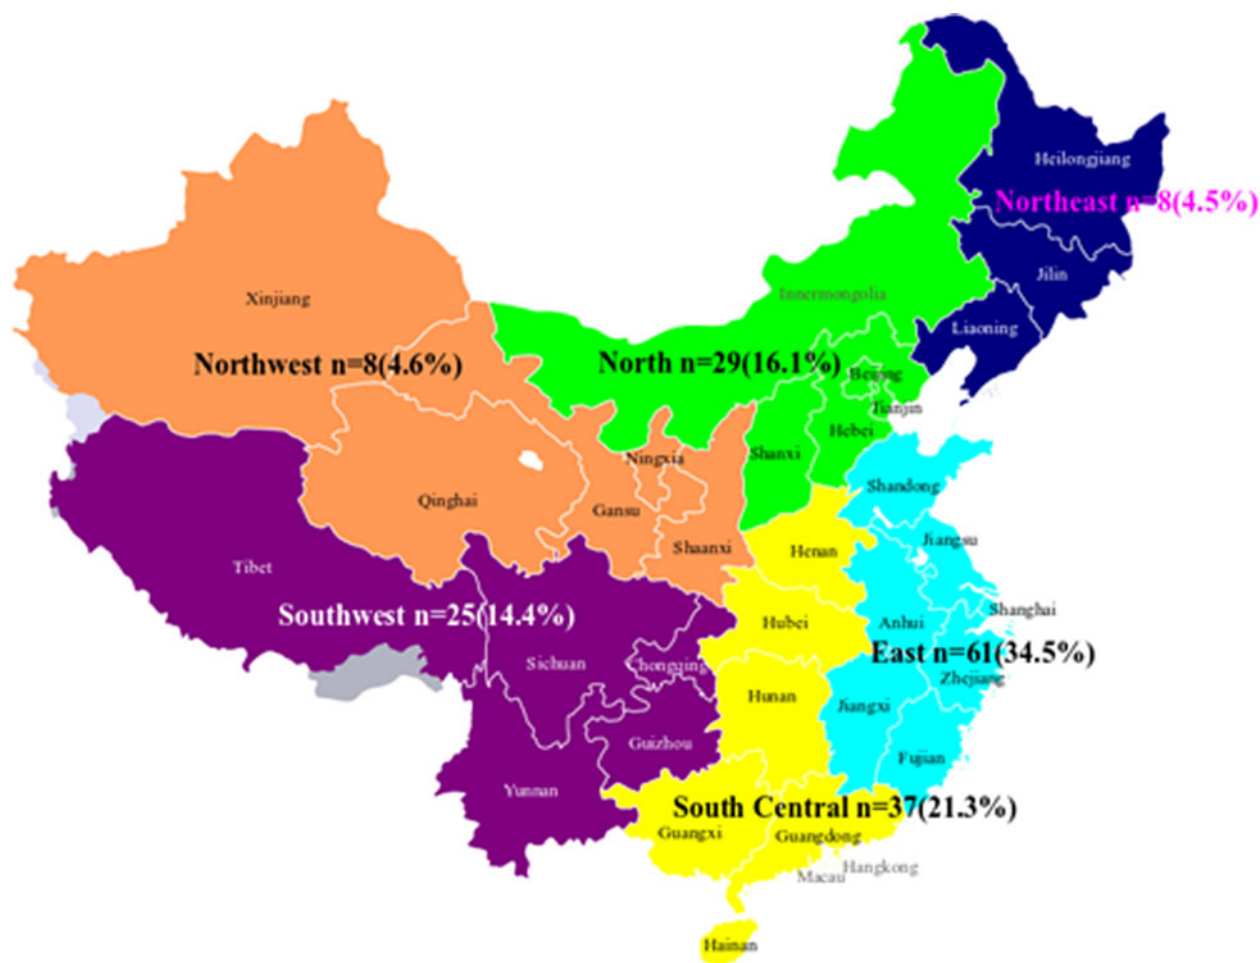 Heilongjiang
Northeast n=8(4.5%)
Jilin
Innermongolia
Xinjiang
Liaoning
Northwest n=8(4.6%)
North n=29(16.1%)
Beijing
Tianjin
Hebei
Shanxi
Ningxia
Shandong
Qinghai
Gansu
Jiangsu
Shaanxi
Henan
Tibet
Shanghai
Southwest n=25(14.4%)
Hubei
Anhui
East n=61(34.5%)
Sichuan
Chongqing
Zhejiang
Hunan
Jiangxi
Guizhou
Fujian
Yunnan
South Central n=37(21.3%)
Guangxi
Guangdong
Hangkong
Macau
Hainan